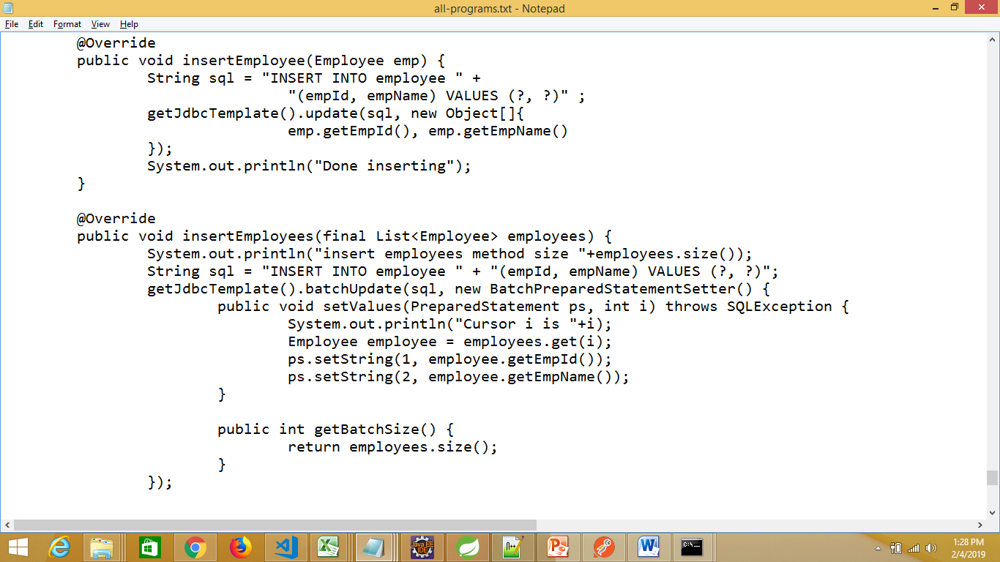 all-programs.txt - Notepad
File Edit Format View Help
@Override
public void insertEmployee(Employee emp) {
String sql = "INSERT INTO employee " +
"(empId, empName) VALUES (?, ?)" ;
getJdbcTemplate().update(sql, new Object[]{
emp.getEmpId(), emp.getEmpName()
});
System.out.println("Done inserting");
}
@Override
public void insertEmployees(final List<Employee> employees) {
System.out.println("insert employees method size "+employees.size());
String sql = "INSERT INTO employee " + "(empId, empName) VALUES (?, ?)";
getJdbcTemplate().batchUpdate(sql, new BatchPreparedStatementSetter() {
public void setValues(PreparedStatement ps, int i) throws SQLException {
System.out.println("Cursor i is "+i);
Employee employee = employees.get(i);
ps.setString(1, employee.getEmpId());
ps.setString(2, employee.getEmpName());
}
public int getBatchSize() {
return employees.size();
}
});
Java EE
IDE
C:\
1:28 PM
2/4/2019